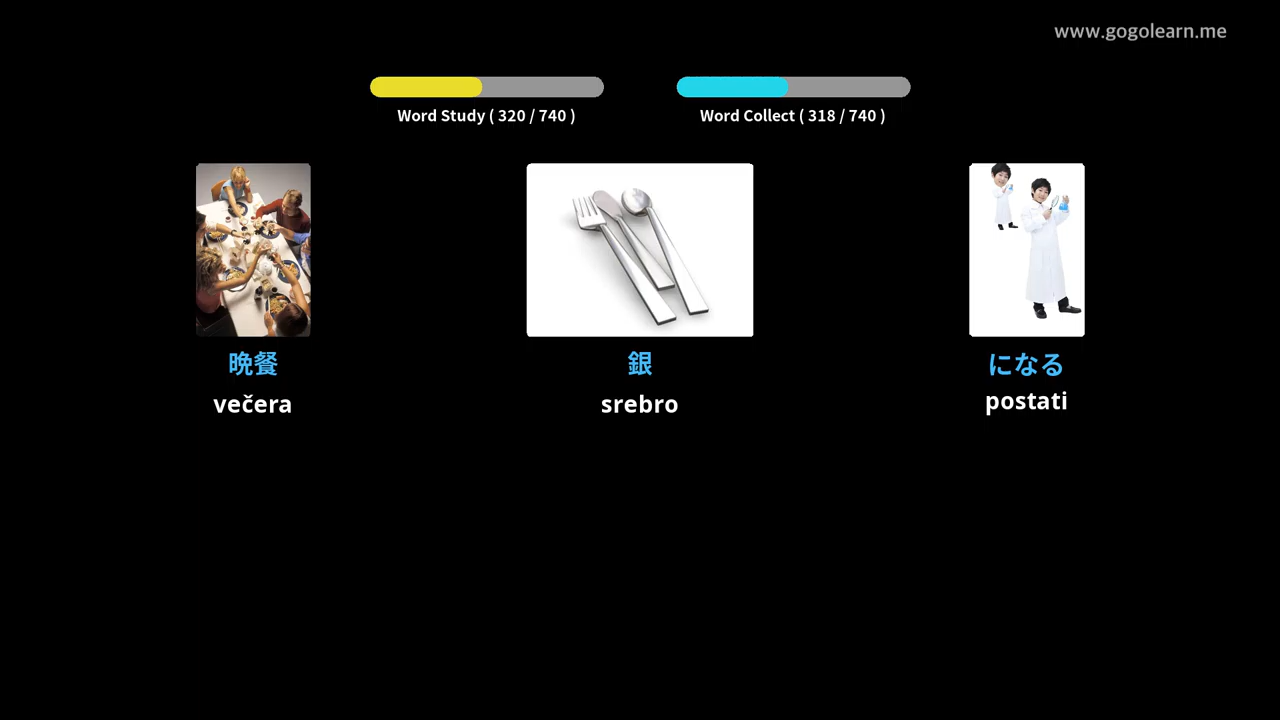 www.gogolearn.me
Word Study ( 320 / 740 )
Word Collect ( 318 / 740 )
晩餐
銀
になる
večera
srebro
postati